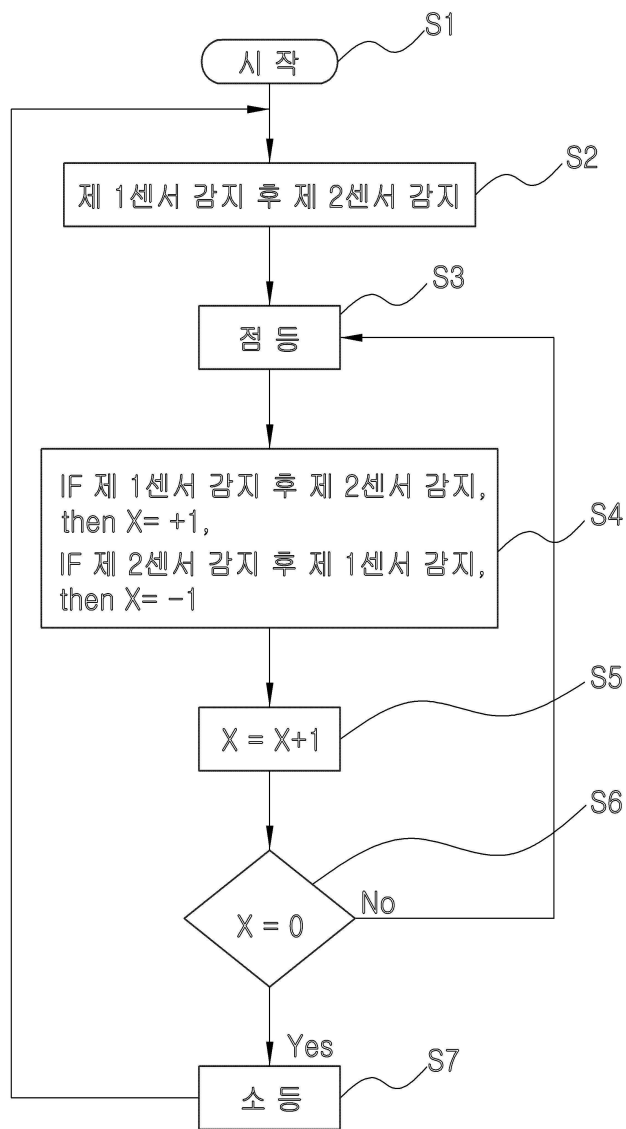 S1
시 작
S2
제 1센서 감지 후 제 2센서 감지
S3
점 등
IF 제 1센서 감지 후 제 2센서 감지,
then X= +1,
IF 제 2센서 감지 후 제 1센서 감지,
then X= -1
S4
S5
X = X+1
S6
No
X = 0
Yes
S7
소 등